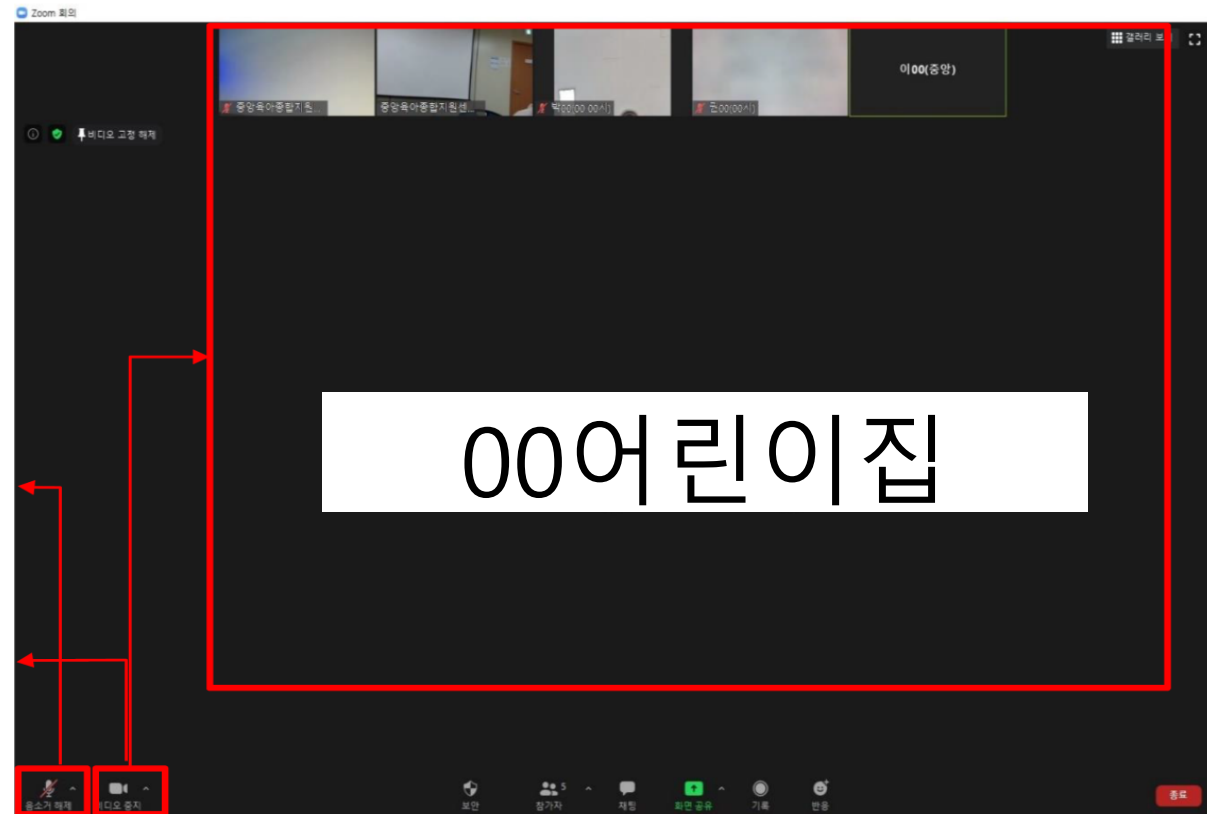 Zoom 회의
갤러리 보
중앙육아종합지원...
중앙육아종합지원센...
박00(00 00시)
00(00시)
이00(중앙)
비디오 고정 해제
00어린이집
음소거 해제
비디오 중지
보안
참가자
5
채팅
화면 공유
기록
반응
종료